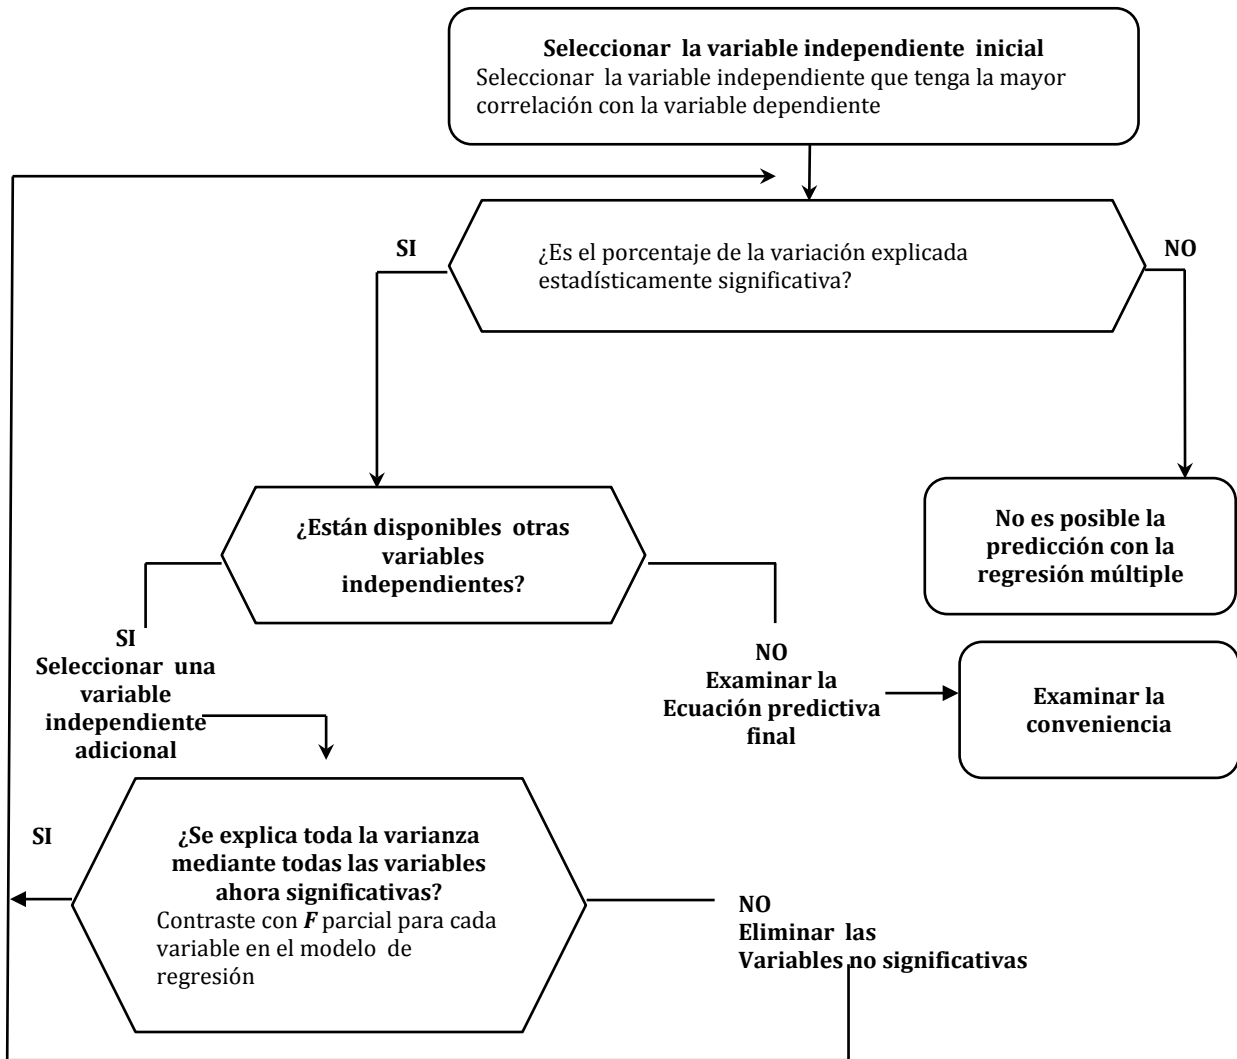 Seleccionar la variable independiente inicial
Seleccionar la variable independiente que tenga la mayor
correlación con la variable dependiente
SI
¿Es el porcentaje de la variación explicada
estadísticamente significativa?
NO
¿Están disponibles otras
variables
independientes?
No es posible la
predicción con la
regresión múltiple
SI
Seleccionar una
variable
independiente
adicional
NO
Examinar la
Ecuación predictiva
final
Examinar la
conveniencia
SI
¿Se explica toda la varianza
mediante todas las variables
ahora significativas?
Contraste con F parcial para cada
variable en el modelo de
regresión
NO
Eliminar las
Variables no significativas